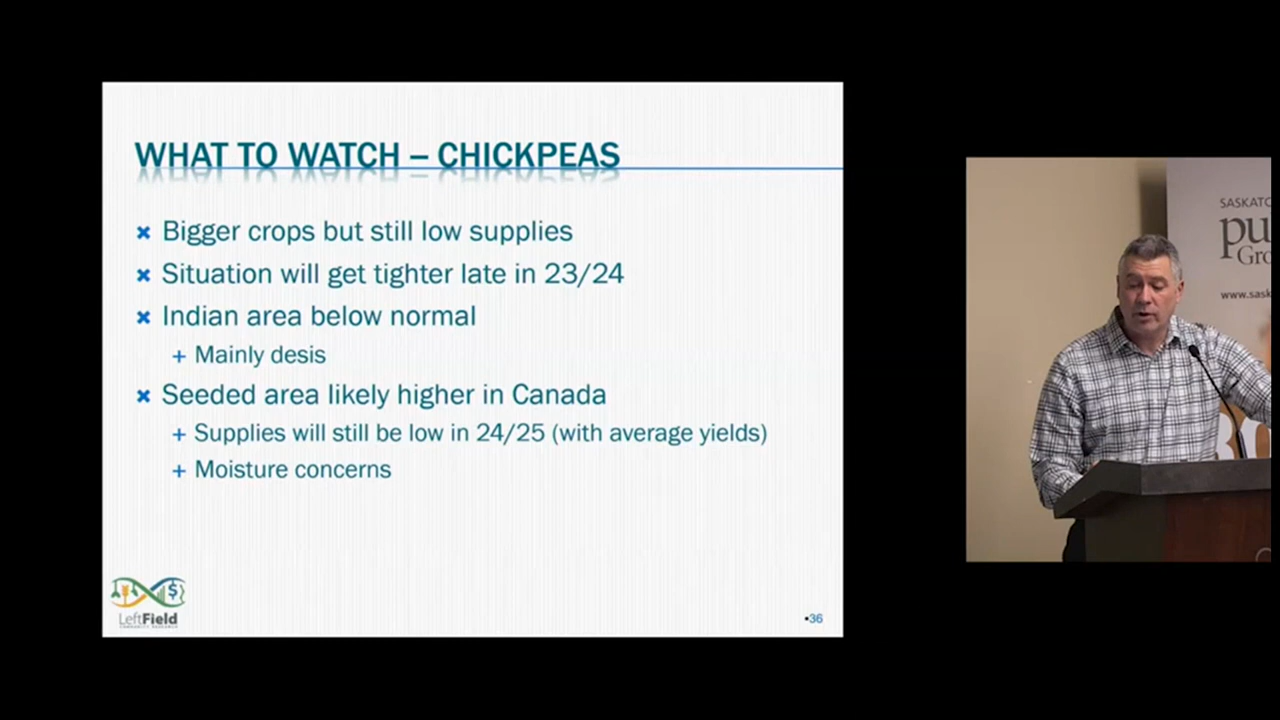 WHAT TO WATCH – CHICKPEAS
Bigger crops but still low supplies
Situation will get tighter late in 23/24
Indian area below normal
+ Mainly desis
Seeded area likely higher in Canada
+ Supplies will still be low in 24/25 (with average yields)
+ Moisture concerns
LeftField
•36
SASKATC
pu
Gro
www.sask